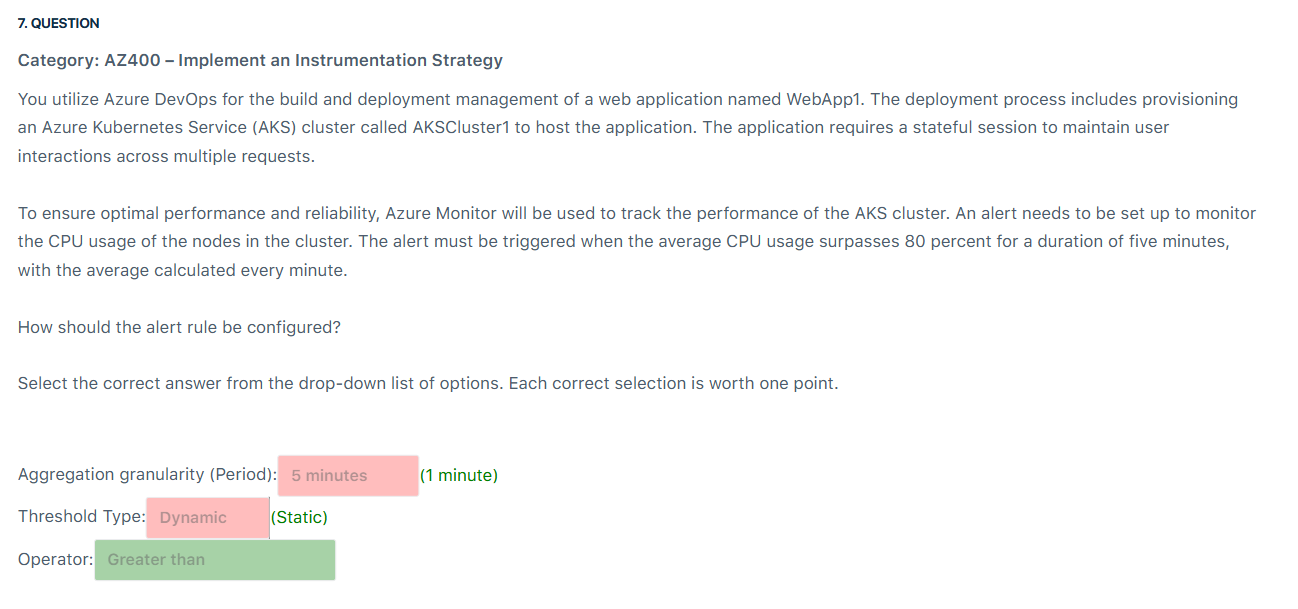 7. QUESTION
Category: AZ400 – Implement an Instrumentation Strategy
You utilize Azure DevOps for the build and deployment management of a web application named WebApp1. The deployment process includes provisioning
an Azure Kubernetes Service (AKS) cluster called AKSCluster1 to host the application. The application requires a stateful session to maintain user
interactions across multiple requests.
To ensure optimal performance and reliability, Azure Monitor will be used to track the performance of the AKS cluster. An alert needs to be set up to monitor
the CPU usage of the nodes in the cluster. The alert must be triggered when the average CPU usage surpasses 80 percent for a duration of five minutes,
with the average calculated every minute.
How should the alert rule be configured?
Select the correct answer from the drop-down list of options. Each correct selection is worth one point.
Aggregation granularity (Period): 5 minutes (1 minute)
Threshold Type: Dynamic (Static)
Operator: Greater than